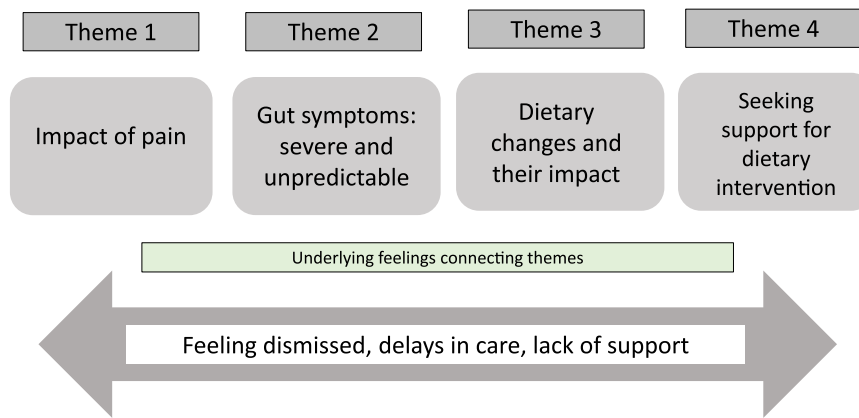 Theme 1
Theme 2
Theme 3
Theme 4
Impact of pain
Gut symptoms:
severe and
unpredictable
Dietary
changes and
their impact
Seeking
support for
dietary
intervention
Underlying feelings connecting themes
Feeling dismissed, delays in care, lack of support